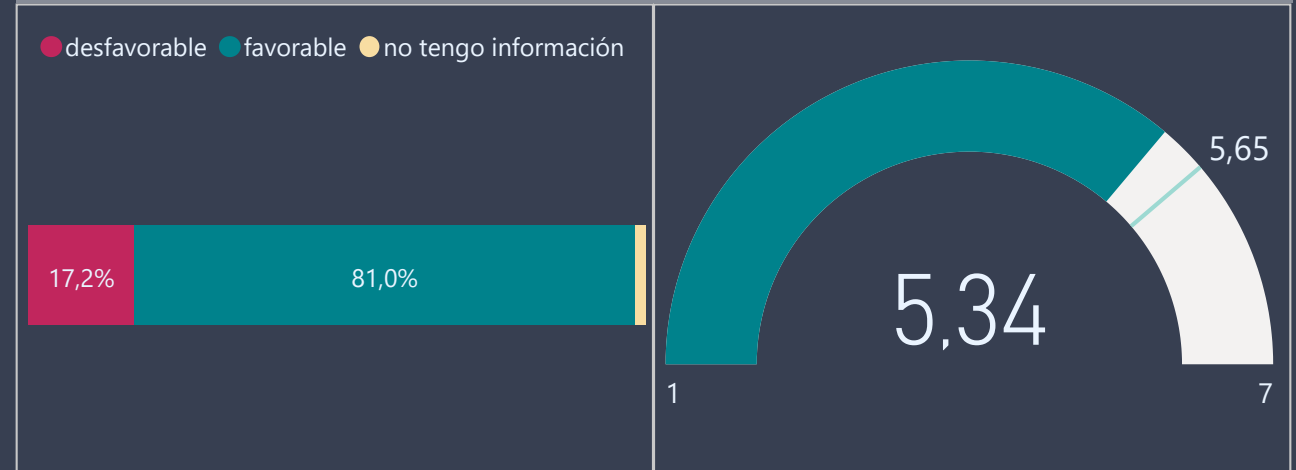 desfavorable favorable no tengo información
17,2% 81,0%
5,65
5,34
1 7